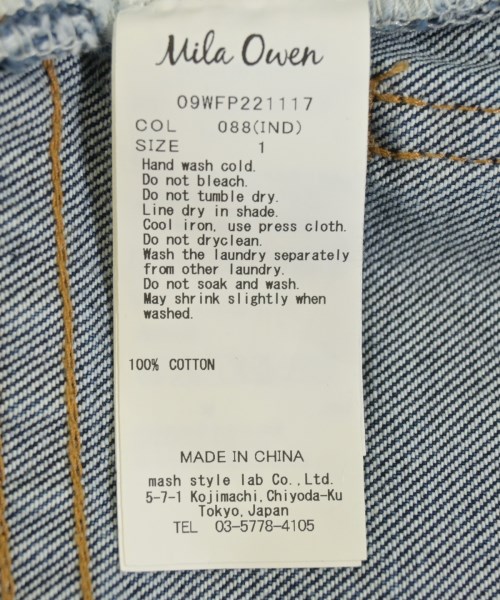 Mila Owen
09WFP221117
COL 088(IND)
SIZE 1
Hand wash cold.
Do not bleach.
Do not tumble dry.
Line dry in shade.
Cool iron, use press cloth.
Do not dryclean.
Wash the laundry separately
from other laundry.
Do not soak and wash.
May shrink slightly when
washed.
100% COTTON
MADE IN CHINA
mash style lab Co.,Ltd.
5-7-1 Kojimachi,Chiyoda-Ku
Tokyo,Japan
TEL 03-5778-4105